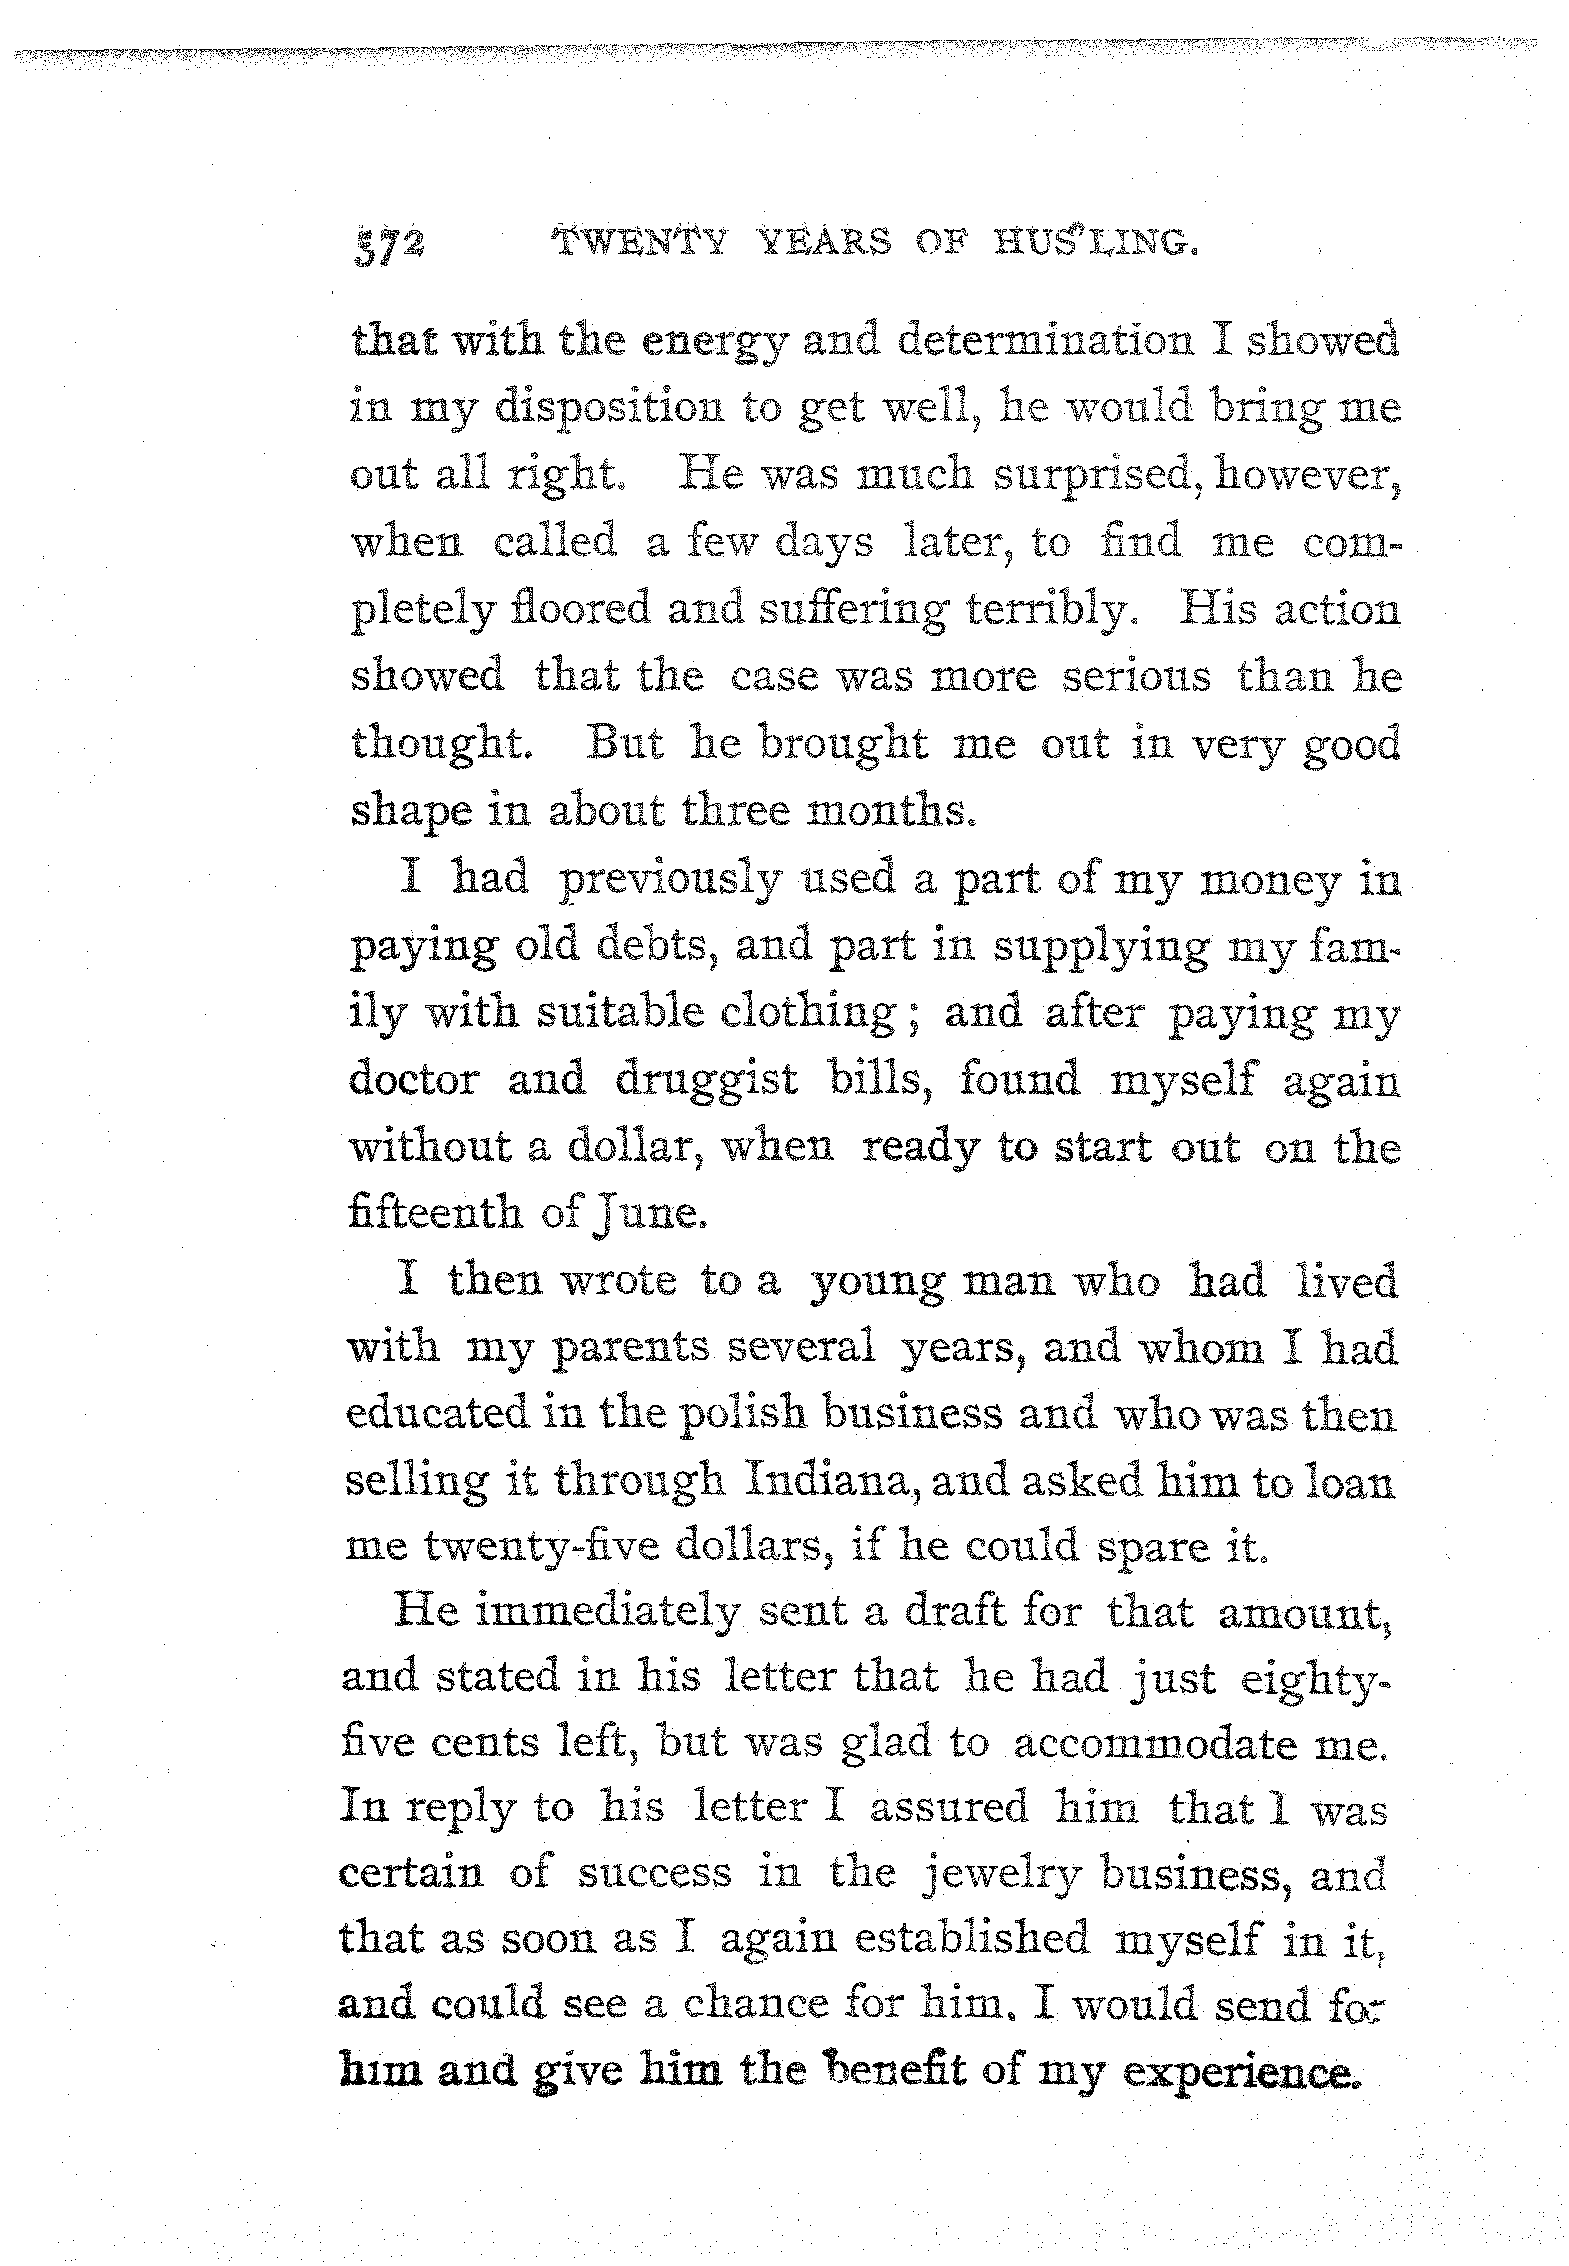 572 TWENTY YEARS OF HUSTLING.
that with the energy and determination I showed
in my disposition to get well, he would bring me
out all right. He was much surprised, however,
when called a few days later, to find me com-
pletely floored and suffering terribly. His action
showed that the case was more serious than he
thought. But he brought me out in very good
shape in about three months.
I had previously used a part of my money in
paying old debts, and part in supplying my fam-
ily with suitable clothing; and after paying my
doctor and druggist bills, found myself again
without a dollar, when ready to start out on the
fifteenth of June.
I then wrote to a young man who had lived
with my parents several years, and whom I had
educated in the polish business and who was then
selling it through Indiana, and asked him to loan
me twenty-five dollars, if he could spare it.
He immediately sent a draft for that amount,
and stated in his letter that he had just eighty-
five cents left, but was glad to accommodate me.
In reply to his letter I assured him that I was
certain of success in the jewelry business, and
that as soon as I again established myself in it,
and could see a chance for him. I would send for
him and give him the benefit of my experience.